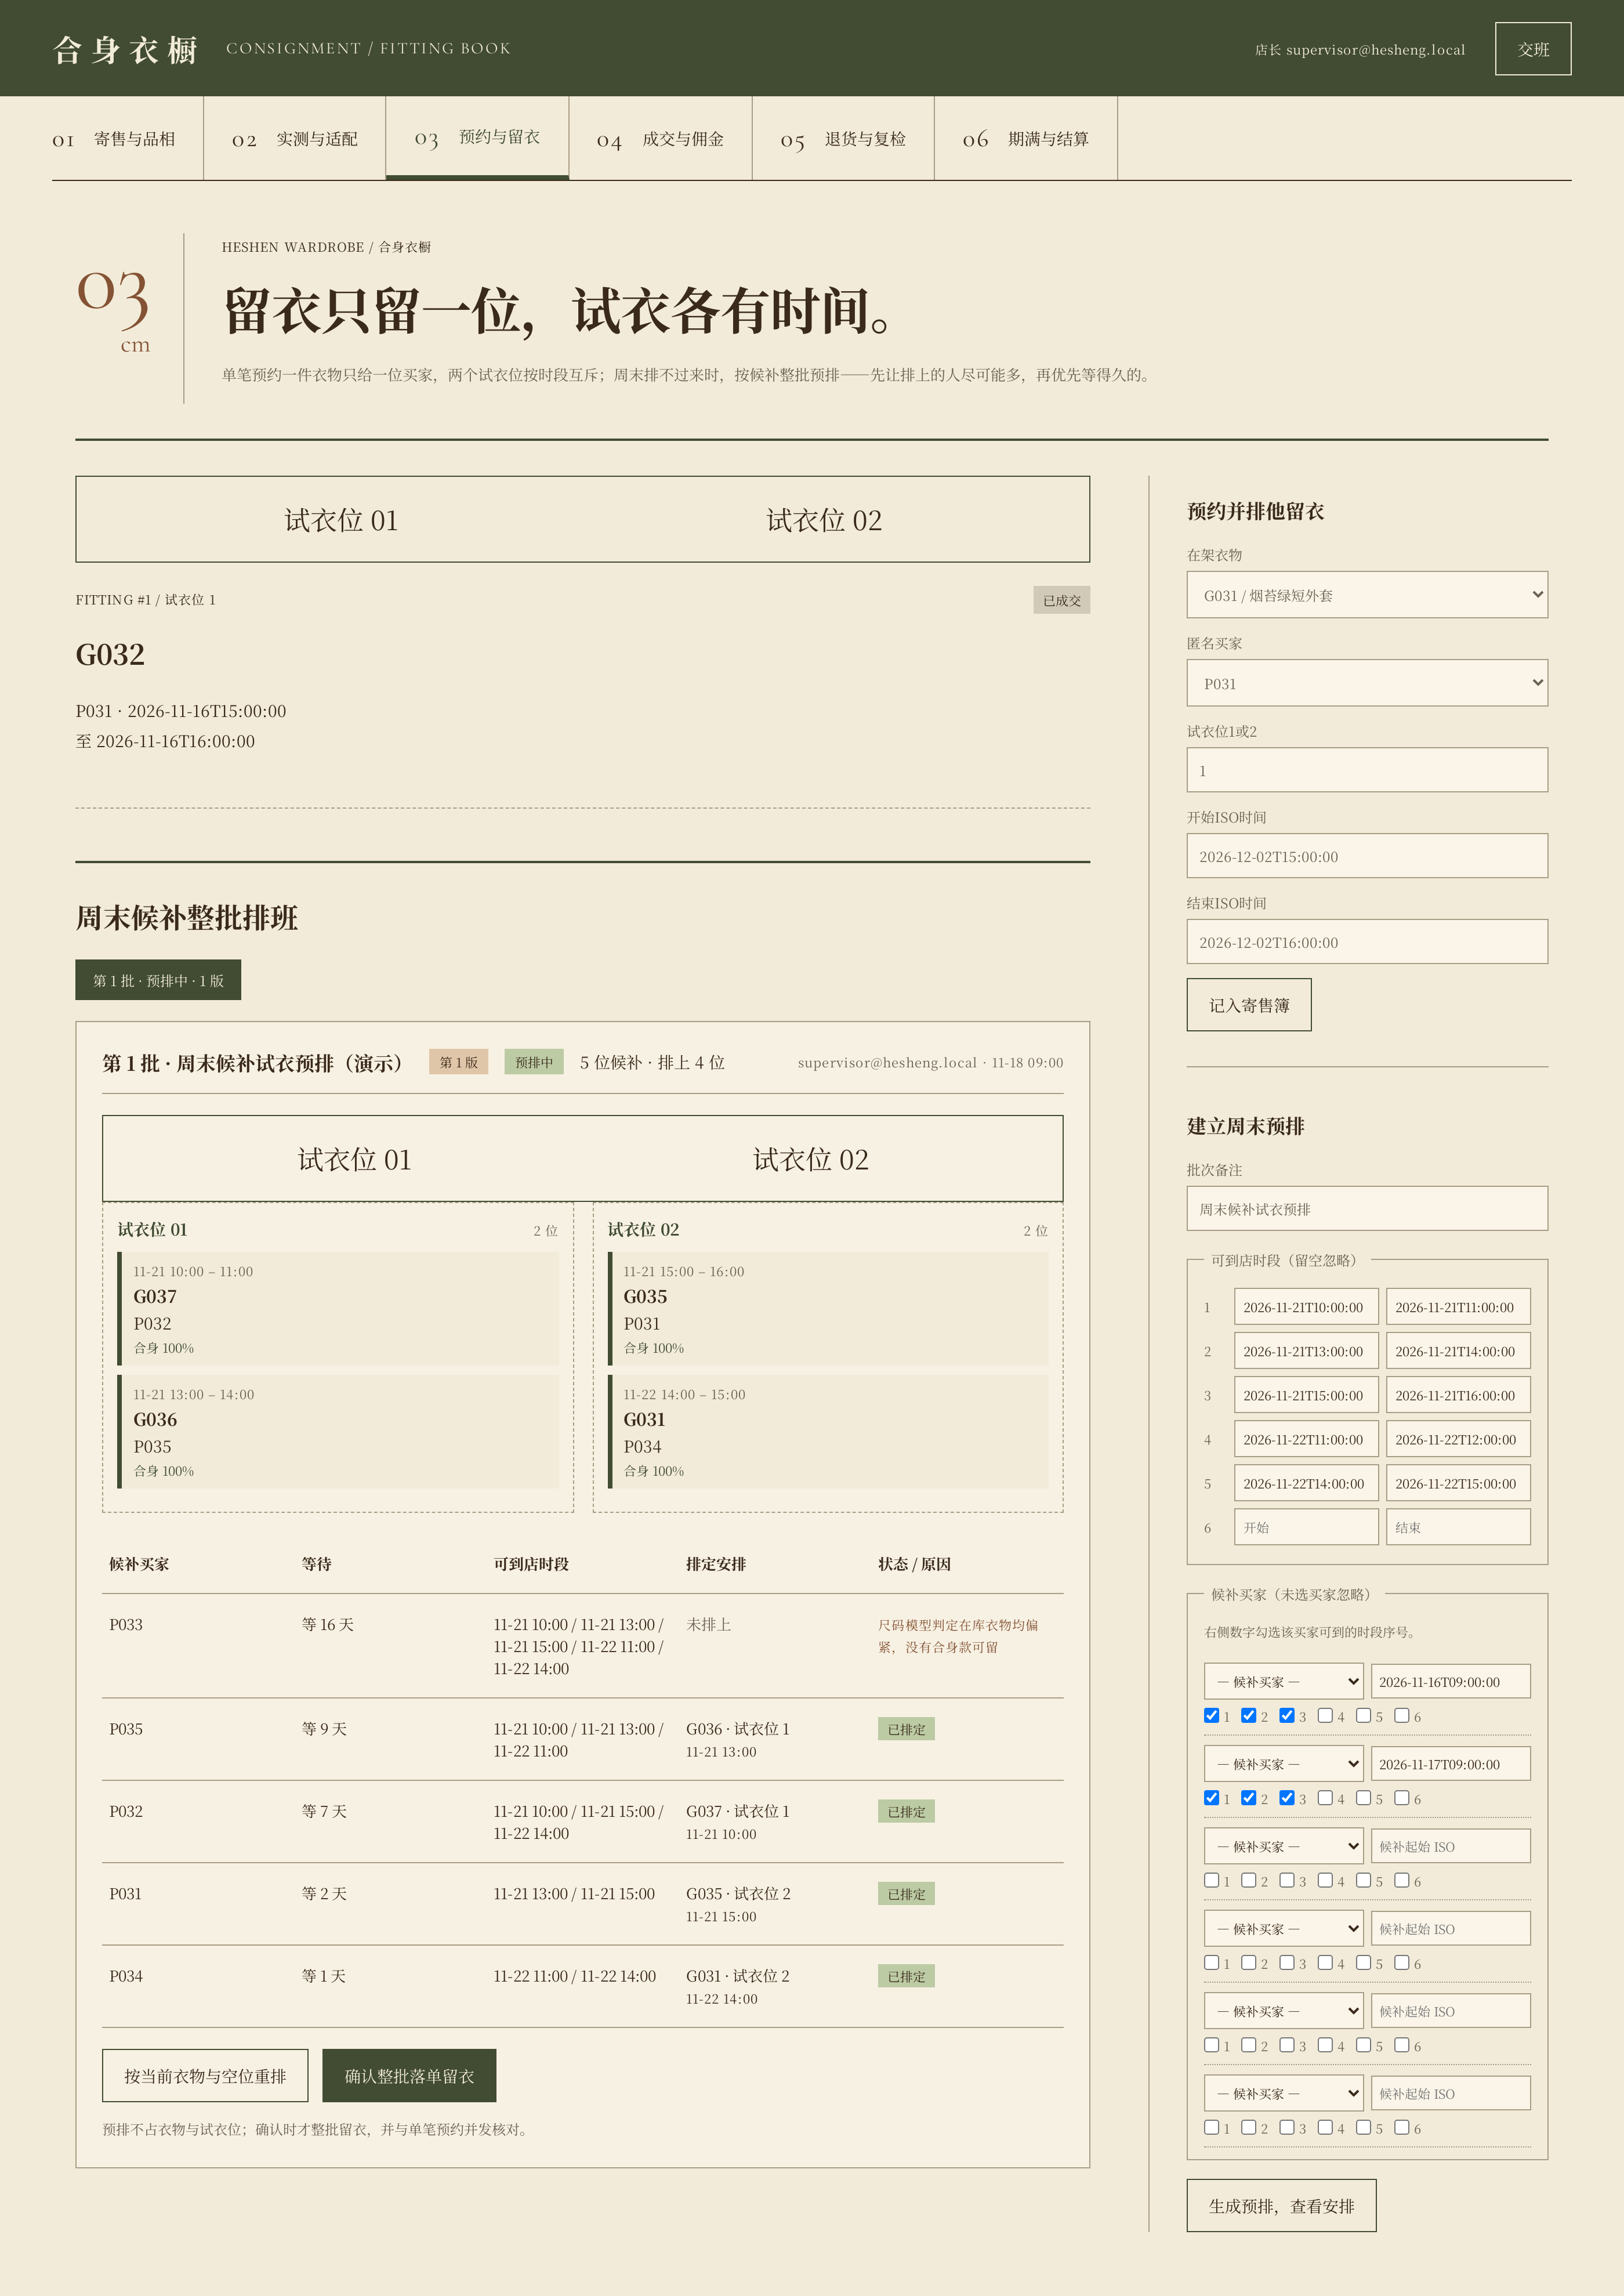 合身衣橱
CONSIGNMENT / FITTING BOOK
店长 supervisor@hesheng.local
交班
01 寄售与品相
02 实测与适配
03 预约与留衣
04 成交与佣金
05 退货与复检
06 期满与结算
03
cm
HESHEN WARDROBE / 合身衣橱
留衣只留一位，试衣各有时间。
单笔预约一件衣物只给一位买家，两个试衣位按时段互斥；周末排不过来时，按候补整批预排——先让排上的人尽可能多，再优先等得久的。
试衣位 01
试衣位 02
FITTING #1 / 试衣位 1
已成交
G032
P031 · 2026-11-16T15:00:00
至 2026-11-16T16:00:00
周末候补整批排班
第 1 批 · 预排中 · 1 版
第 1 批 · 周末候补试衣预排（演示）
第 1 版
预排中
5 位候补 · 排上 4 位
supervisor@hesheng.local · 11-18 09:00
试衣位 01
试衣位 02
试衣位 01
2 位
11-21 10:00 – 11:00
G037
P032
合身 100%
11-21 13:00 – 14:00
G036
P035
合身 100%
试衣位 02
2 位
11-21 15:00 – 16:00
G035
P031
合身 100%
11-22 14:00 – 15:00
G031
P034
合身 100%
候补买家
等待
可到店时段
排定安排
状态 / 原因
P033
等 16 天
11-21 10:00 / 11-21 13:00 /
11-21 15:00 / 11-22 11:00 /
11-22 14:00
未排上
尺码模型判定在库衣物均偏
紧，没有合身款可留
P035
等 9 天
11-21 10:00 / 11-21 13:00 /
11-22 11:00
G036 · 试衣位 1
11-21 13:00
已排定
P032
等 7 天
11-21 10:00 / 11-21 15:00 /
11-22 14:00
G037 · 试衣位 1
11-21 10:00
已排定
P031
等 2 天
11-21 13:00 / 11-21 15:00
G035 · 试衣位 2
11-21 15:00
已排定
P034
等 1 天
11-22 11:00 / 11-22 14:00
G031 · 试衣位 2
11-22 14:00
已排定
按当前衣物与空位重排
确认整批落单留衣
预排不占衣物与试衣位；确认时才整批留衣，并与单笔预约并发核对。
预约并排他留衣
在架衣物
G031 / 烟苔绿短外套
匿名买家
P031
试衣位1或2
1
开始ISO时间
2026-12-02T15:00:00
结束ISO时间
2026-12-02T16:00:00
记入寄售簿
建立周末预排
批次备注
周末候补试衣预排
可到店时段（留空忽略）
1 2026-11-21T10:00:00 2026-11-21T11:00:00
2 2026-11-21T13:00:00 2026-11-21T14:00:00
3 2026-11-21T15:00:00 2026-11-21T16:00:00
4 2026-11-22T11:00:00 2026-11-22T12:00:00
5 2026-11-22T14:00:00 2026-11-22T15:00:00
6 开始 结束
候补买家（未选买家忽略）
右侧数字勾选该买家可到的时段序号。
— 候补买家 — 2026-11-16T09:00:00
1 2 3 4 5 6
— 候补买家 — 2026-11-17T09:00:00
1 2 3 4 5 6
— 候补买家 — 候补起始 ISO
1 2 3 4 5 6
— 候补买家 — 候补起始 ISO
1 2 3 4 5 6
— 候补买家 — 候补起始 ISO
1 2 3 4 5 6
— 候补买家 — 候补起始 ISO
1 2 3 4 5 6
生成预排，查看安排